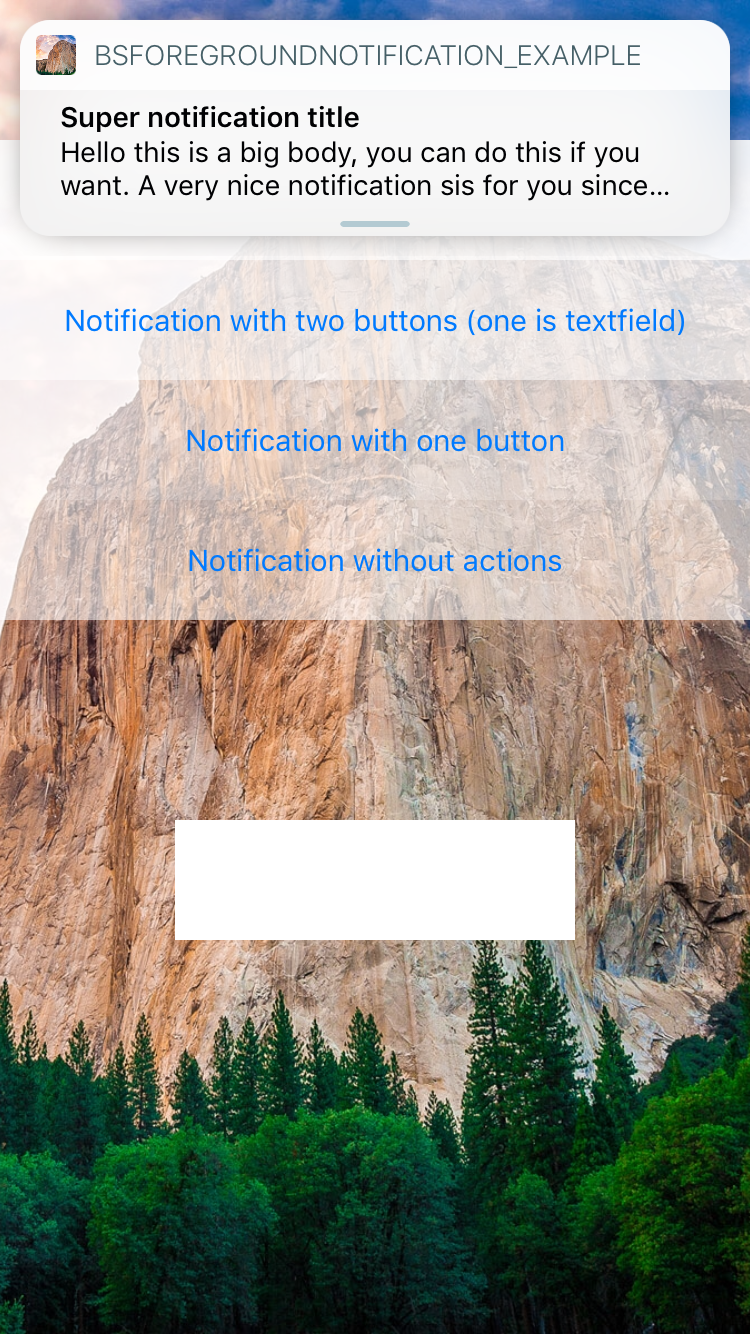 BSFOREGROUNDNOTIFICATION_EXAMPLE
Super notification title
Hello this is a big body, you can do this if you
want. A very nice notification sis for you since...
Notification with two buttons (one is textfield)
Notification with one button
Notification without actions